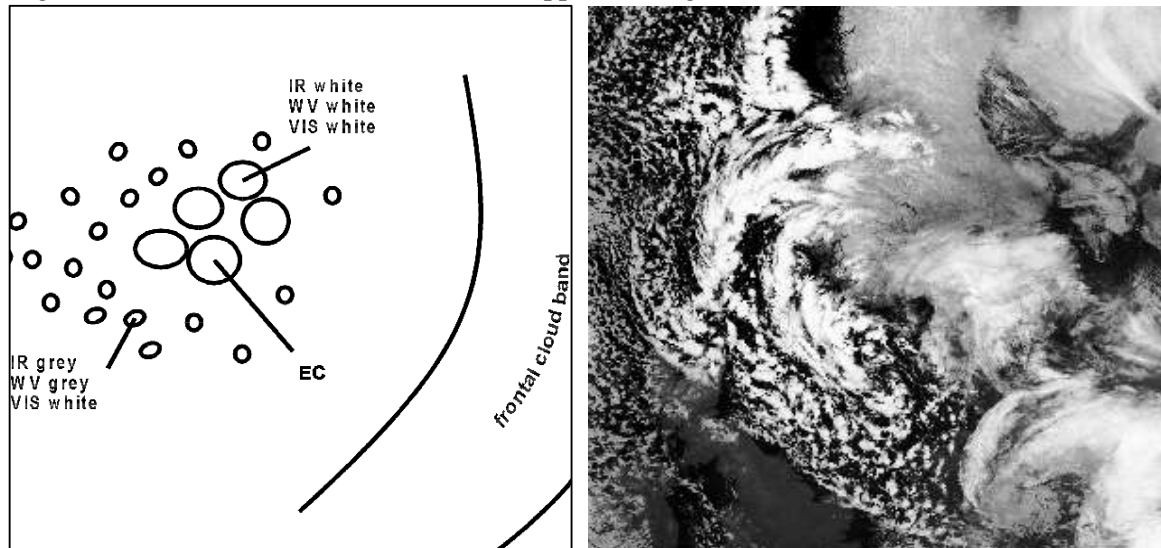 IR white
WV white
VIS white
frontal cloud band
EC
IR grey
WV grey
VIS white